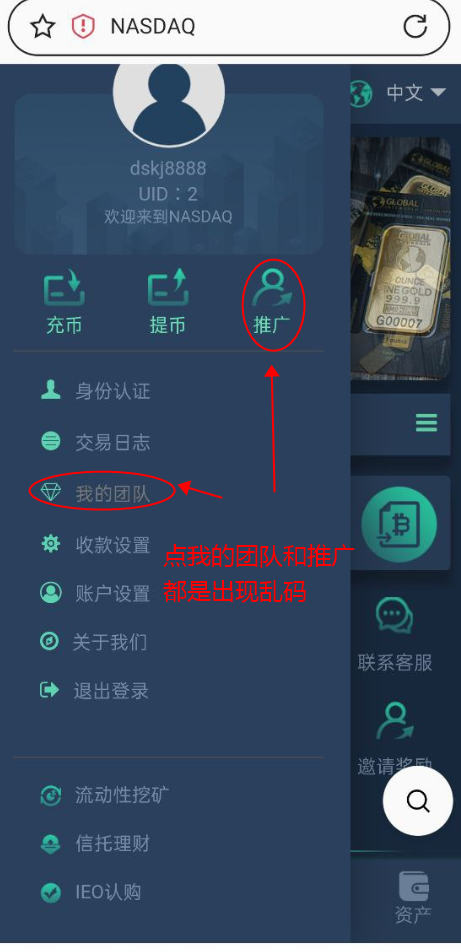 NASDAQ
中文
dskj8888
UID：2
欢迎来到NASDAQ
GLOBAL
GLOBAL
OUNCE
FINE GOLD
999.9
G00007
充币
提币
推广
身份认证
交易日志
我的团队
收款设置
点我的团队和推广
账户设置
都是出现乱码
关于我们
联系客服
退出登录
邀请奖励
流动性挖矿
信托理财
IEO认购
资产